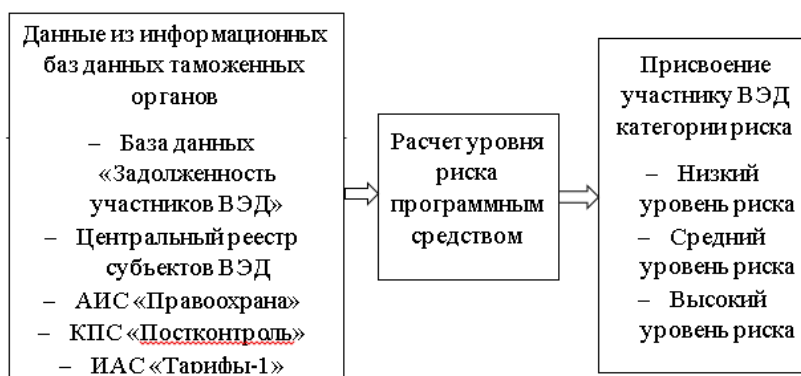 Данные из информационных
баз данных таможенных
органов
– База данных
«Задолженность
участников ВЭД»
– Центральный реестр
субъектов ВЭД
– АИС «Правоохрана»
– КПС «Постконтроль»
– ИАС «Тарифы-1»
Расчет уровня
риска
программным
средством
Присвоение
участнику ВЭД
категории риска
– Низкий
уровень риска
– Средний
уровень риска
– Высокий
уровень риска